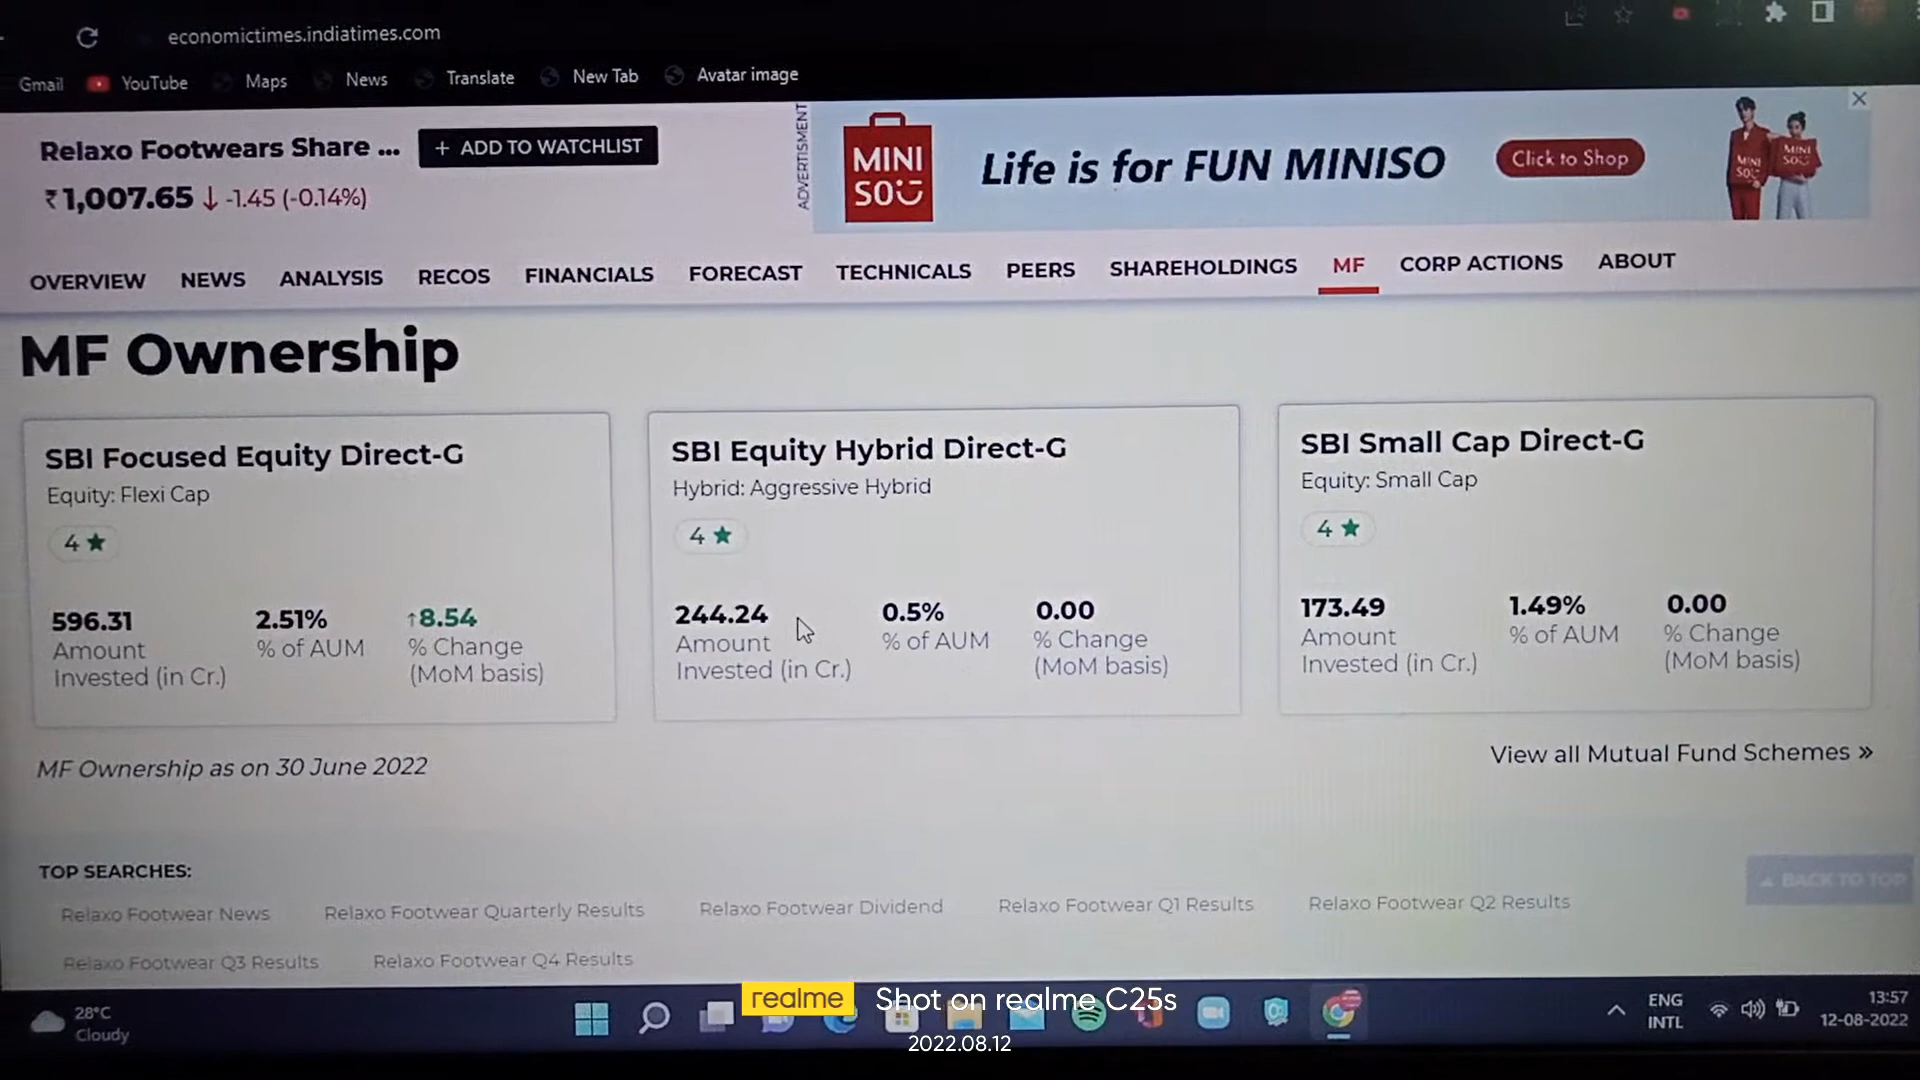 economictimes.indiatimes.com
Gmail YouTube Maps News Translate New Tab Avatar image
Relaxo Footwears Share ... + ADD TO WATCHLIST
₹1,007.65 ↓ -1.45 (-0.14%)
ADVERTISMENT
MINI
SO
Life is for FUN MINISO
Click to Shop
MINI
SO
MINI
SO
OVERVIEW NEWS ANALYSIS RECOS FINANCIALS FORECAST TECHNICALS PEERS SHAREHOLDINGS MF CORP ACTIONS ABOUT
MF Ownership
SBI Focused Equity Direct-G
Equity: Flexi Cap
4 ★
596.31 2.51% ↑8.54
Amount % of AUM % Change
Invested (in Cr.) (MoM basis)
SBI Equity Hybrid Direct-G
Hybrid: Aggressive Hybrid
4 ★
244.24 0.5% 0.00
Amount % of AUM % Change
Invested (in Cr.) (MoM basis)
SBI Small Cap Direct-G
Equity: Small Cap
4 ★
173.49 1.49% 0.00
Amount % of AUM % Change
Invested (in Cr.) (MoM basis)
MF Ownership as on 30 June 2022
View all Mutual Fund Schemes »
TOP SEARCHES:
BACK TO TOP
Relaxo Footwear News Relaxo Footwear Quarterly Results Relaxo Footwear Dividend Relaxo Footwear Q1 Results Relaxo Footwear Q2 Results
Relaxo Footwear Q3 Results Relaxo Footwear Q4 Results
28°C
Cloudy
realme Shot on realme C25s
2022.08.12
ENG
INTL
13:57
12-08-2022